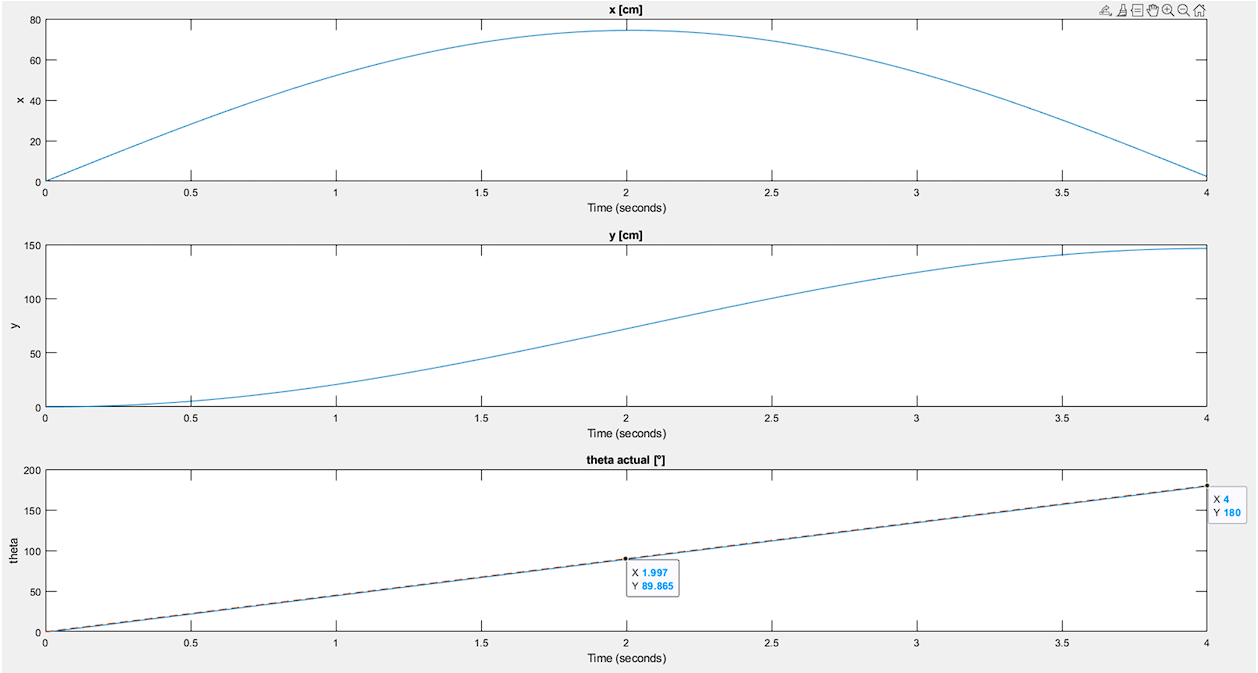 x [cm]
80
60
40
20
0
x
0 0.5 1 1.5 2 2.5 3 3.5 4
Time (seconds)
y [cm]
150
100
50
0
y
0 0.5 1 1.5 2 2.5 3 3.5 4
Time (seconds)
theta actual [°]
200
150
100
50
0
theta
X 1.997
Y 89.865
X 4
Y 180
0 0.5 1 1.5 2 2.5 3 3.5 4
Time (seconds)